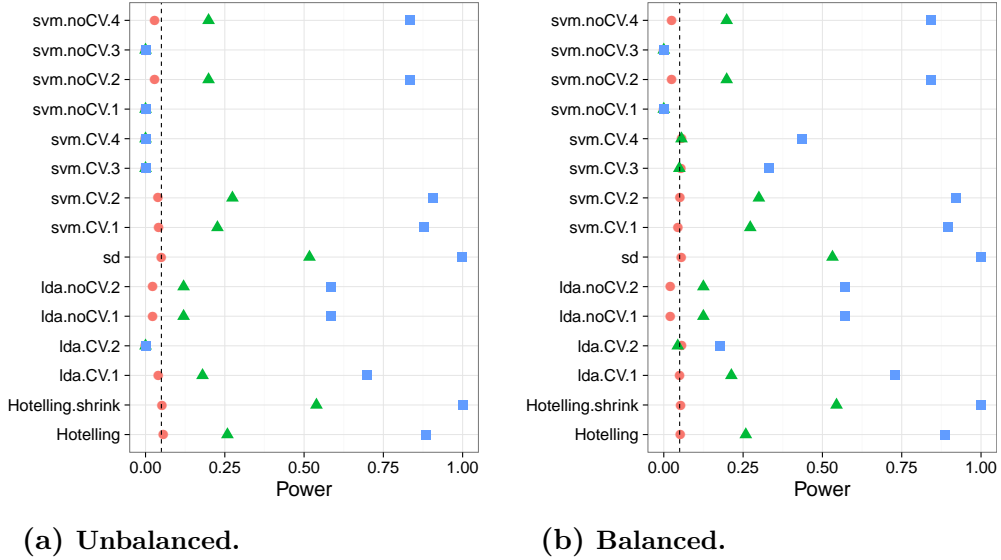 svm.noCV.4
svm.noCV.3
svm.noCV.2
svm.noCV.1
svm.CV.4
svm.CV.3
svm.CV.2
svm.CV.1
sd
lda.noCV.2
lda.noCV.1
lda.CV.2
lda.CV.1
Hotelling.shrink
Hotelling
0.00 0.25 0.50 0.75 1.00
Power
(a) Unbalanced.
svm.noCV.4
svm.noCV.3
svm.noCV.2
svm.noCV.1
svm.CV.4
svm.CV.3
svm.CV.2
svm.CV.1
sd
lda.noCV.2
lda.noCV.1
lda.CV.2
lda.CV.1
Hotelling.shrink
Hotelling
0.00 0.25 0.50 0.75 1.00
Power
(b) Balanced.